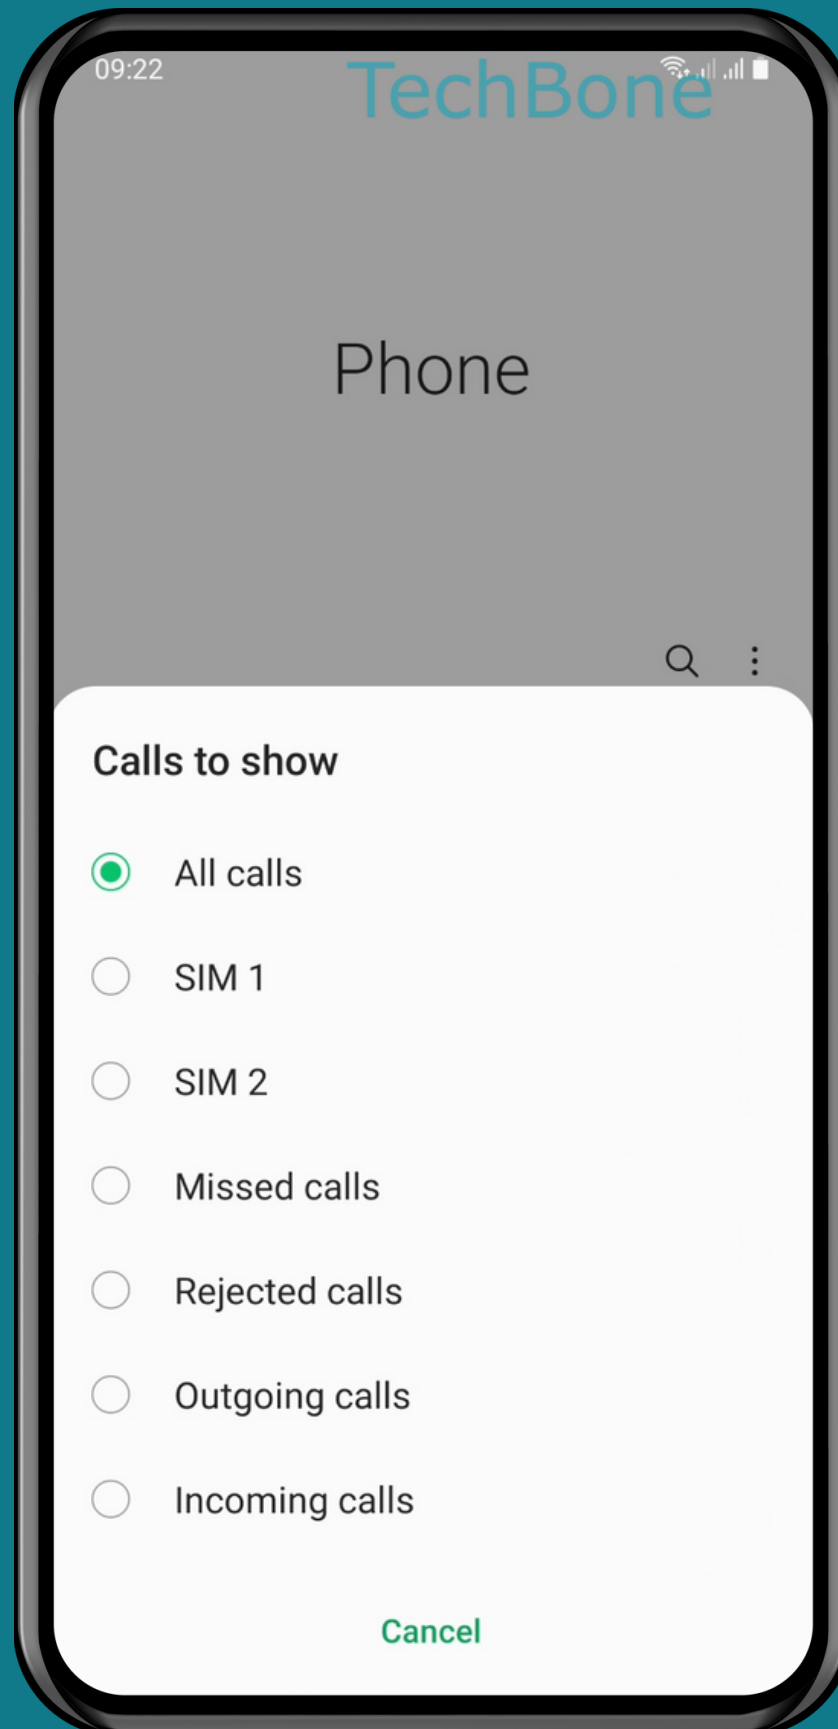 09:22
TechBone
Phone
Calls to show
All calls
SIM 1
SIM 2
Missed calls
Rejected calls
Outgoing calls
Incoming calls
Cancel